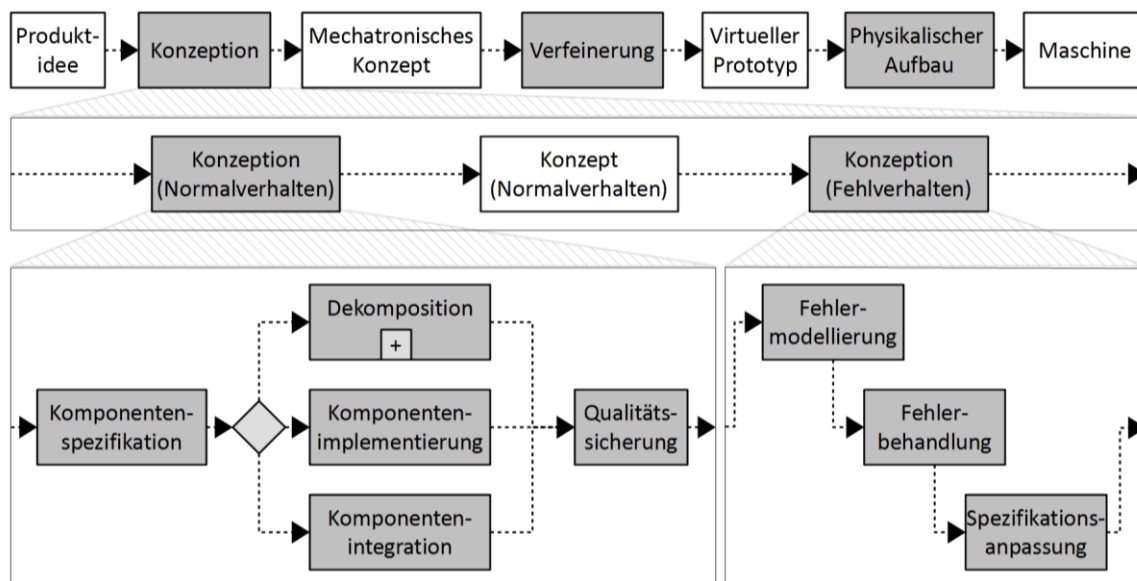 Produkt-
idee
Konzeption
Mechatronisches
Konzept
Verfeinerung
Virtueller
Prototyp
Physikalischer
Aufbau
Maschine
Konzeption
(Normalverhalten)
Konzept
(Normalverhalten)
Konzeption
(Fehlverhalten)
Komponenten-
spezifikation
Dekomposition
+
Komponenten-
implementierung
Komponenten-
integration
Qualitäts-
sicherung
Fehler-
modellierung
Fehler-
behandlung
Spezifikations-
anpassung